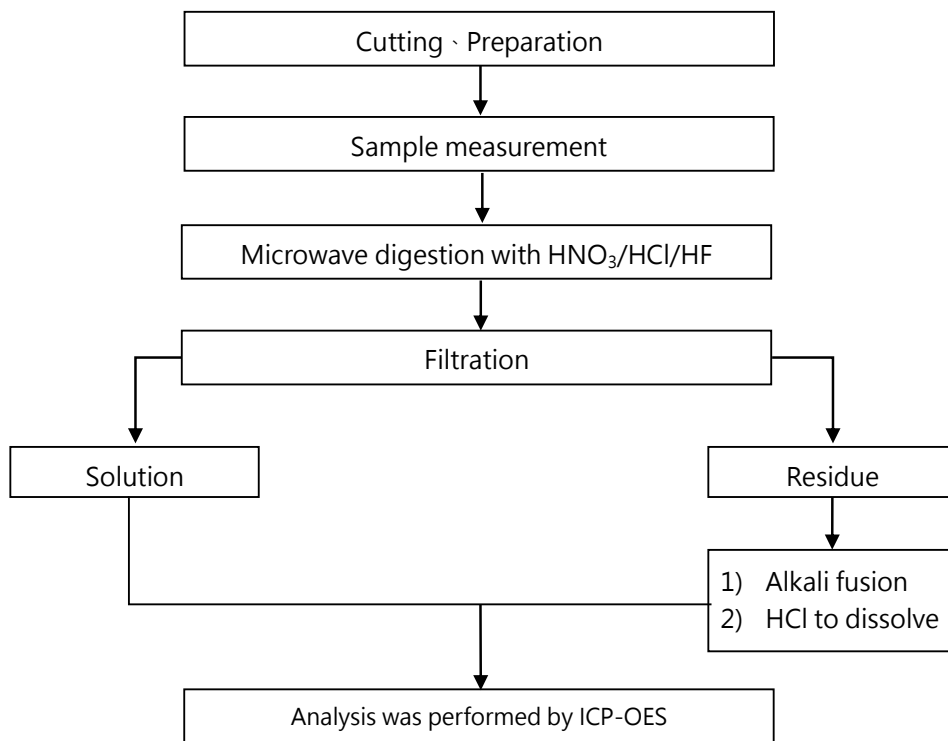 Cutting、Preparation
Sample measurement
Microwave digestion with HNO₃/HCl/HF
Filtration
Solution
Residue
1) Alkali fusion
2) HCl to dissolve
Analysis was performed by ICP-OES